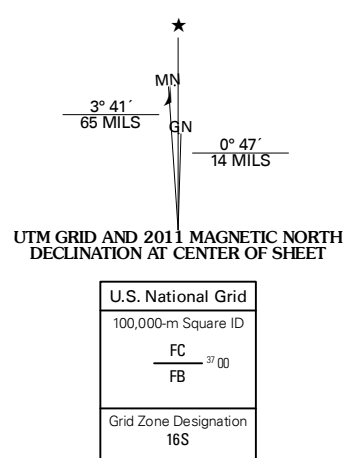 ★
MN
3° 41´
65 MILS
GN
0° 47´
14 MILS
UTM GRID AND 2011 MAGNETIC NORTH
DECLINATION AT CENTER OF SHEET
U.S. National Grid
100,000-m Square ID
FC
37 00
FB
Grid Zone Designation
16S